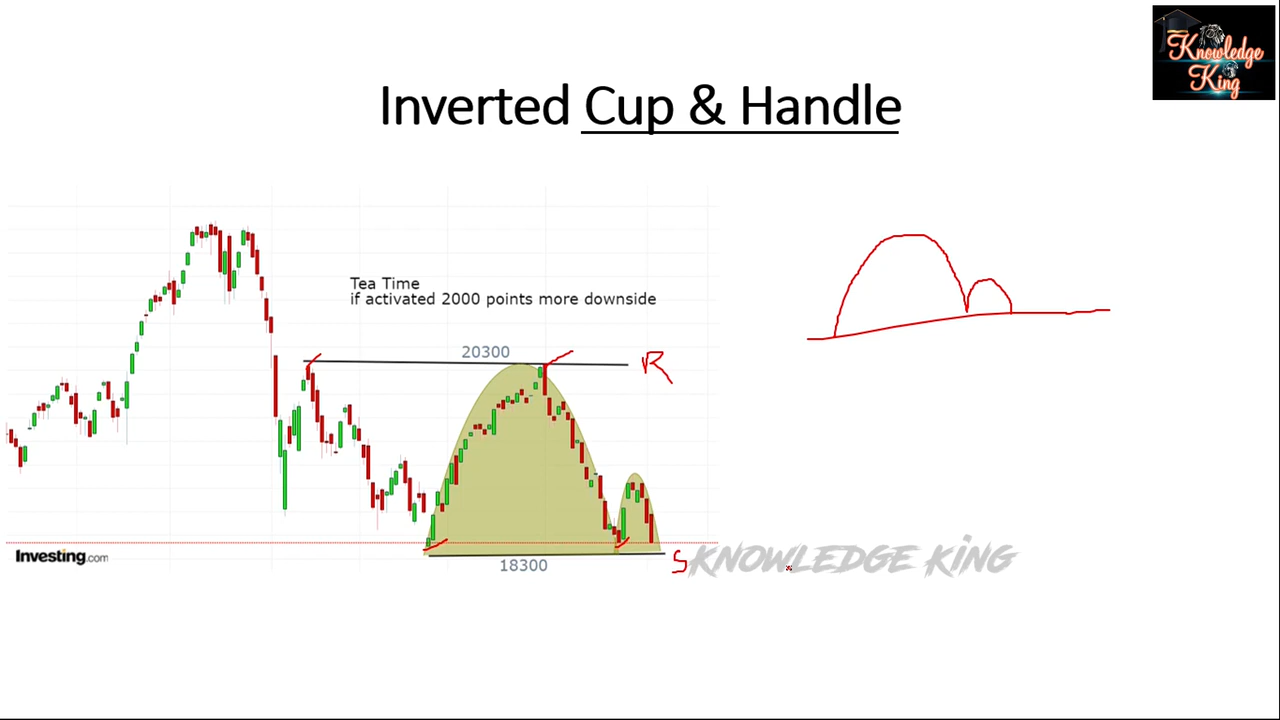 Knowledge
King
Inverted Cup & Handle
Tea Time
if activated 2000 points more downside
20300
R
Investing.com
18300
S
KNOWLEDGE KING